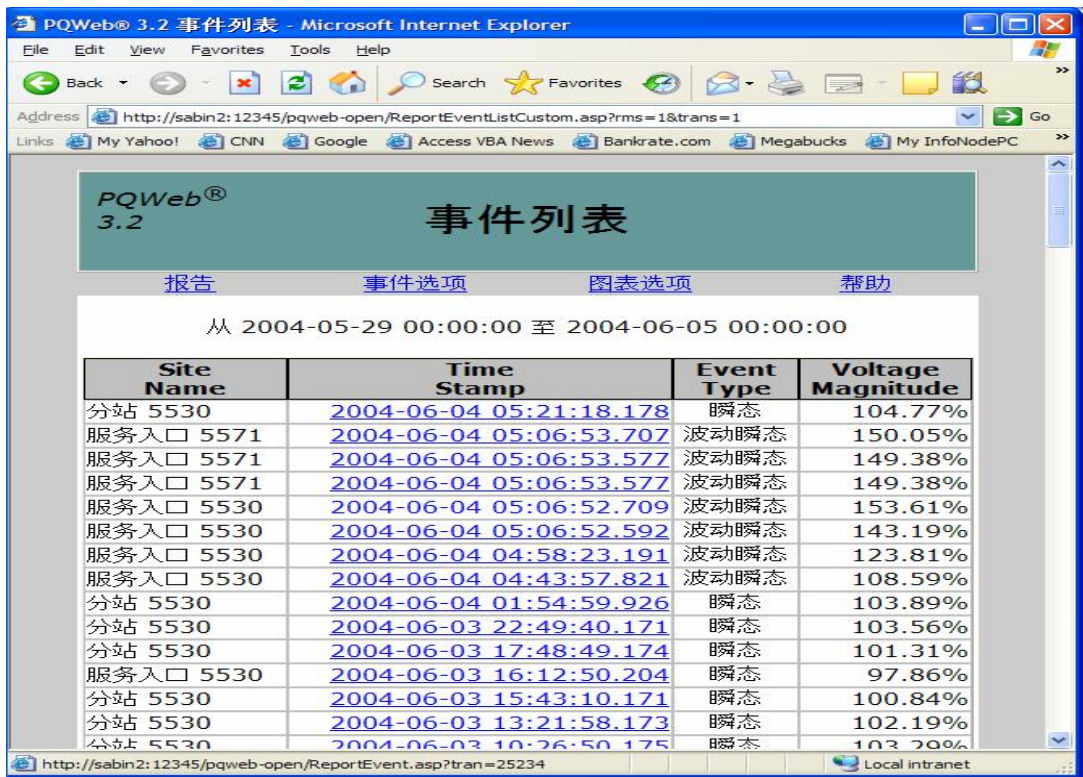 PQWeb® 3.2 事件列表 - Microsoft Internet Explorer
File Edit View Favorites Tools Help
Back Search Favorites
Address http://sabin2:12345/pqweb-open/ReportEventListCustom.asp?rms=1&trans=1 Go
Links My Yahoo! CNN Google Access VBA News Bankrate.com Megabucks My InfoNodePC
PQWeb®
3.2
事件列表
报告 事件选项 图表选项 帮助
从 2004-05-29 00:00:00 至 2004-06-05 00:00:00
Site Name Time Stamp Event Type Voltage Magnitude
分站 5530 2004-06-04 05:21:18.178 瞬态 104.77%
服务入口 5571 2004-06-04 05:06:53.707 波动瞬态 150.05%
服务入口 5571 2004-06-04 05:06:53.577 波动瞬态 149.38%
服务入口 5571 2004-06-04 05:06:53.577 波动瞬态 149.38%
服务入口 5530 2004-06-04 05:06:52.709 波动瞬态 153.61%
服务入口 5530 2004-06-04 05:06:52.592 波动瞬态 143.19%
服务入口 5530 2004-06-04 04:58:23.191 波动瞬态 123.81%
服务入口 5530 2004-06-04 04:43:57.821 波动瞬态 108.59%
分站 5530 2004-06-04 01:54:59.926 瞬态 103.89%
分站 5530 2004-06-03 22:49:40.171 瞬态 103.56%
分站 5530 2004-06-03 17:48:49.174 瞬态 101.31%
服务入口 5530 2004-06-03 16:12:50.204 瞬态 97.86%
分站 5530 2004-06-03 15:43:10.171 瞬态 100.84%
分站 5530 2004-06-03 13:21:58.173 瞬态 102.19%
分站 5530 2004-06-03 10:26:50.175 瞬态 103.29%
http://sabin2:12345/pqweb-open/ReportEvent.asp?tran=25234 Local intranet